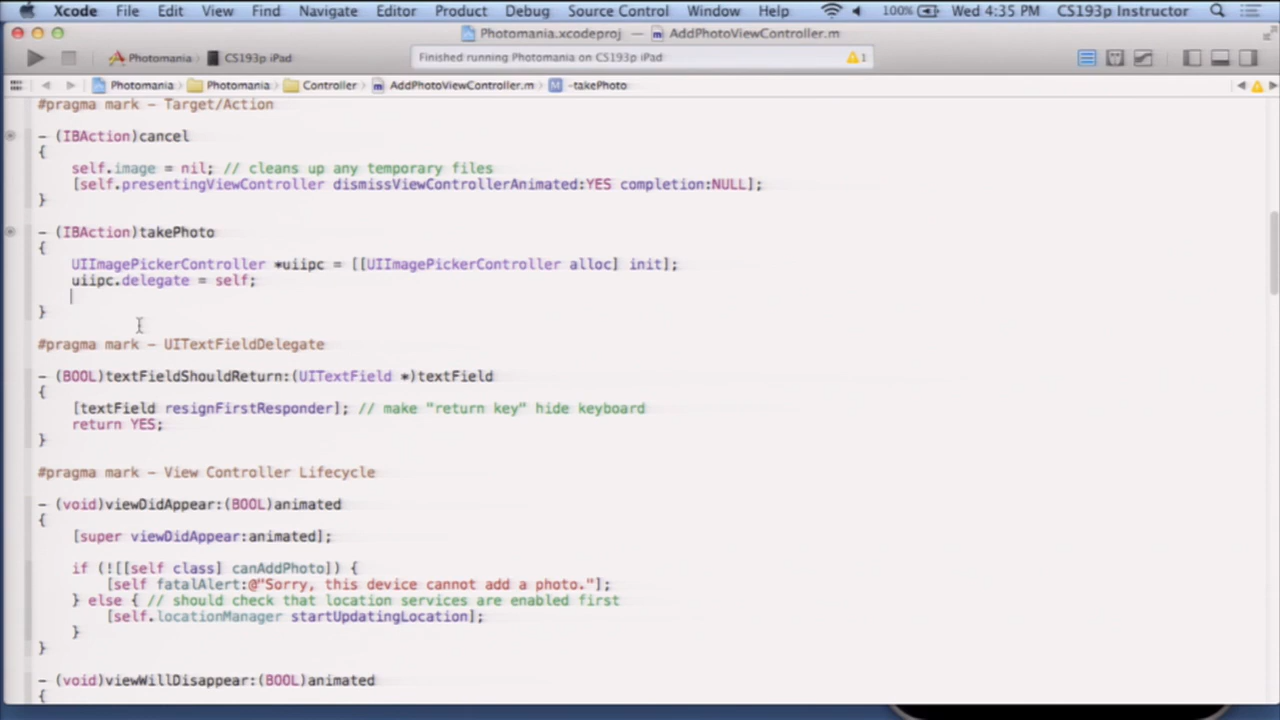 Xcode File Edit View Find Navigate Editor Product Debug Source Control Window Help 100% Wed 4:35 PM CS193p Instructor
Photomania.xcodeproj — AddPhotoViewController.m
Photomania CS193p iPad Finished running Photomania on CS193p iPad 1
Photomania Photomania Controller AddPhotoViewController.m M -takePhoto
#pragma mark - Target/Action
- (IBAction)cancel
{
self.image = nil; // cleans up any temporary files
[self.presentingViewController dismissViewControllerAnimated:YES completion:NULL];
}
- (IBAction)takePhoto
{
UIImagePickerController *uiipc = [[UIImagePickerController alloc] init];
uiipc.delegate = self;
}
#pragma mark - UITextFieldDelegate
- (BOOL)textFieldShouldReturn:(UITextField *)textField
{
[textField resignFirstResponder]; // make "return key" hide keyboard
return YES;
}
#pragma mark - View Controller Lifecycle
- (void)viewDidAppear:(BOOL)animated
{
[super viewDidAppear:animated];
if (![[self class] canAddPhoto]) {
[self fatalAlert:@"Sorry, this device cannot add a photo."];
} else { // should check that location services are enabled first
[self.locationManager startUpdatingLocation];
}
}
- (void)viewWillDisappear:(BOOL)animated
{